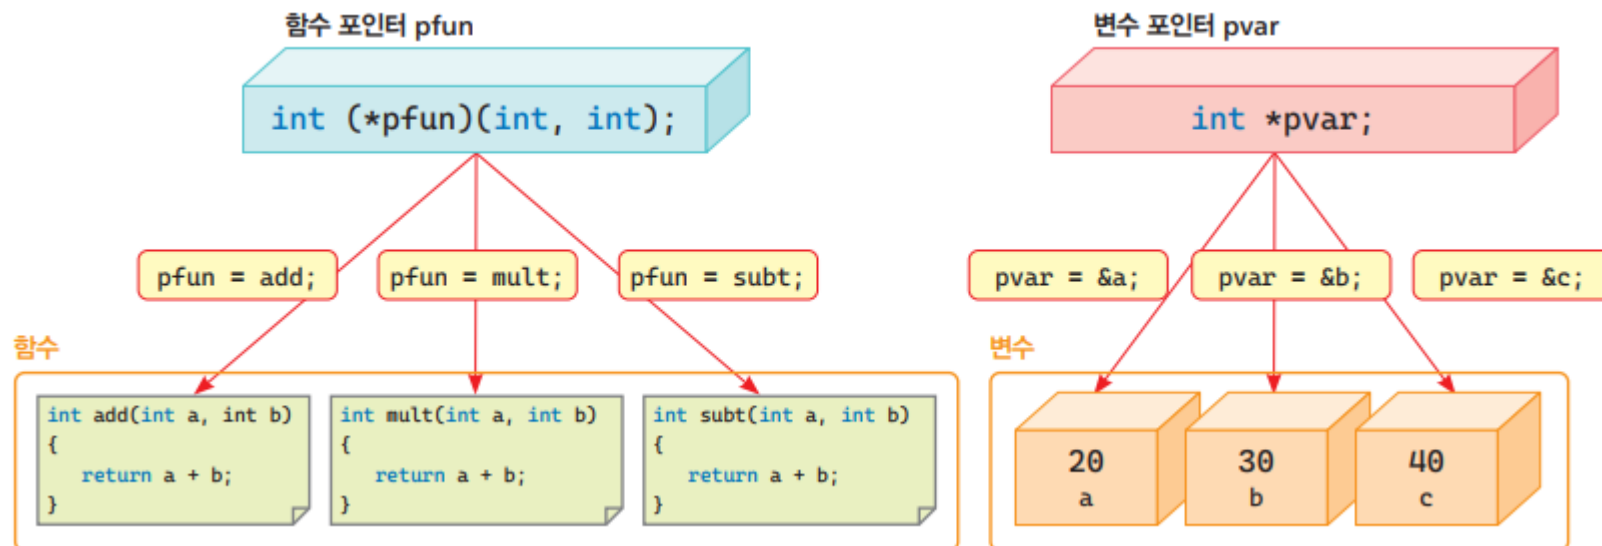 함수 포인터 pfun
int (*pfun)(int, int);
pfun = add;
pfun = mult;
pfun = subt;
함수
int add(int a, int b)
{
return a + b;
}
int mult(int a, int b)
{
return a + b;
}
int subt(int a, int b)
{
return a + b;
}
변수 포인터 pvar
int *pvar;
pvar = &a;
pvar = &b;
pvar = &c;
변수
20
a
30
b
40
c